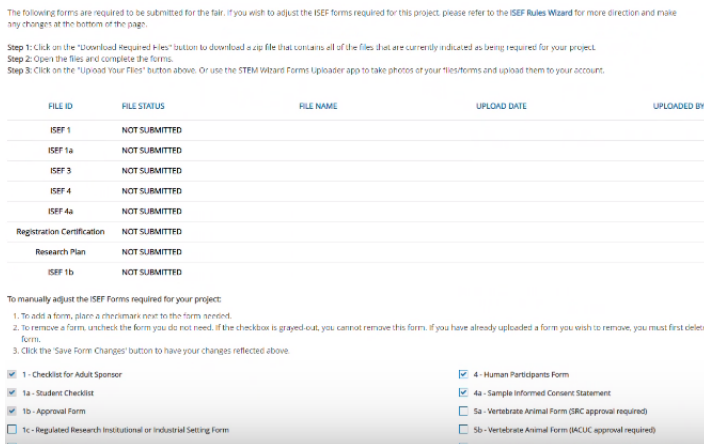 The following forms are required to be submitted for the fair. If you wish to adjust the ISEF forms required for this project, please refer to the ISEF Rules Wizard for more direction and make
any changes at the bottom of the page.
Step 1: Click on the "Download Required Files" button to download a zip file that contains all of the files that are currently indicated as being required for your project.
Step 2: Open the files and complete the forms.
Step 3: Click on the "Upload Your Files" button above. Or use the STEM Wizard Forms Uploader app to take photos of your files/forms and upload them to your account.
FILE ID FILE STATUS FILE NAME UPLOAD DATE UPLOADED BY
ISEF 1 NOT SUBMITTED
ISEF 1a NOT SUBMITTED
ISEF 3 NOT SUBMITTED
ISEF 4 NOT SUBMITTED
ISEF 4a NOT SUBMITTED
Registration Certification NOT SUBMITTED
Research Plan NOT SUBMITTED
ISEF 1b NOT SUBMITTED
To manually adjust the ISEF Forms required for your project:
1. To add a form, place a checkmark next to the form needed.
2. To remove a form, uncheck the form you do not need. If the checkbox is grayed-out, you cannot remove this form. If you have already uploaded a form you wish to remove, you must first delet
form.
3. Click the 'Save Form Changes' button to have your changes reflected above.
1 - Checklist for Adult Sponsor 4 - Human Participants Form
1a - Student Checklist 4a - Sample Informed Consent Statement
1b - Approval Form 5a - Vertebrate Animal Form (SRC approval required)
1c - Regulated Research Institutional or Industrial Setting Form 5b - Vertebrate Animal Form (IACUC approval required)